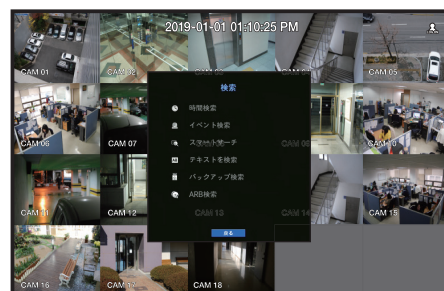 2019-01-01 01:10:25 PM
CAM 01
CAM 02
CAM 05
検索
時間検索
イベント検索
スマートサーチ
テキストを検索
バックアップ検索
ARB検索
戻る
CAM 06
CAM 07
CAM 10
CAM 11
CAM 12
CAM 13
CAM 14
CAM 15
CAM 16
CAM 17
CAM 18